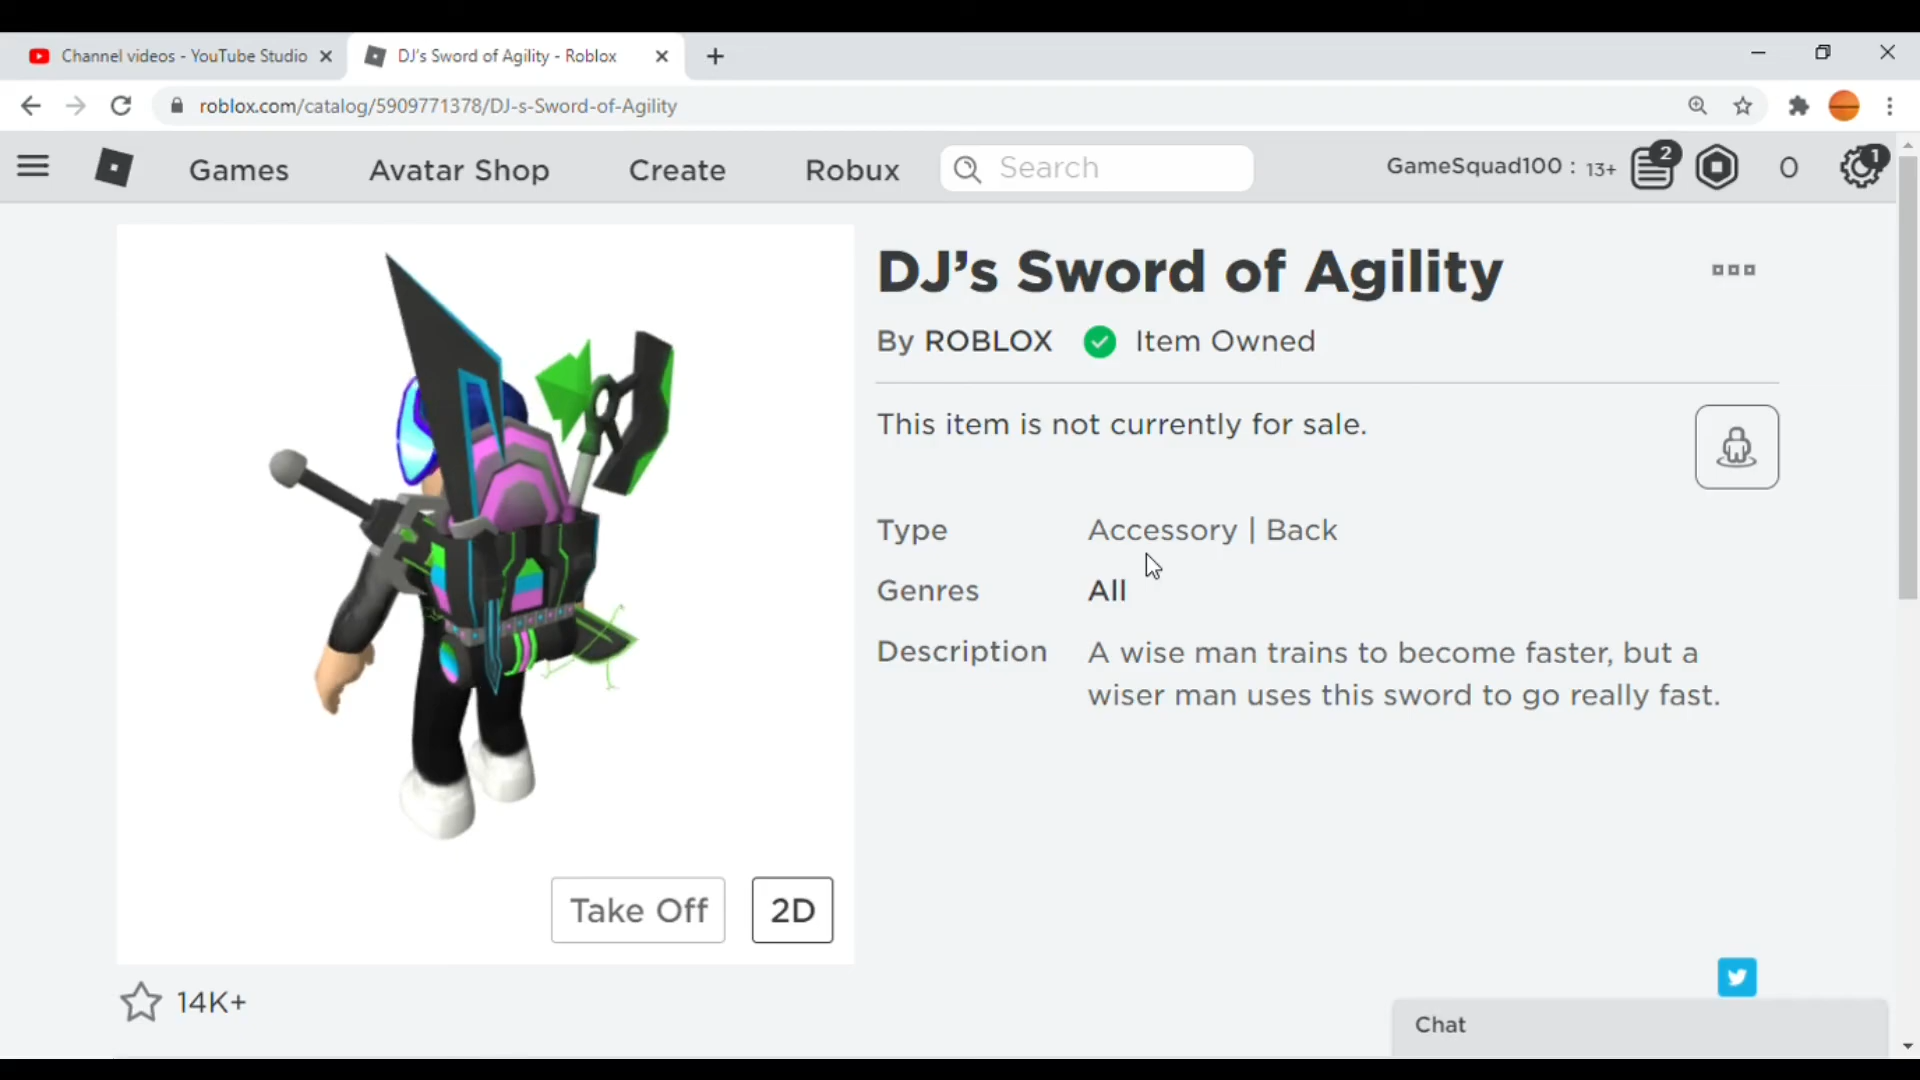 Channel videos - YouTube Studio
DJ's Sword of Agility - Roblox
roblox.com/catalog/5909771378/DJ-s-Sword-of-Agility
Games
Avatar Shop
Create
Robux
Search
GameSquad100 : 13+
2
0
1
DJ’s Sword of Agility
By ROBLOX
Item Owned
This item is not currently for sale.
Type
Accessory | Back
Genres
All
Description
A wise man trains to become faster, but a
wiser man uses this sword to go really fast.
Take Off
2D
14K+
Chat